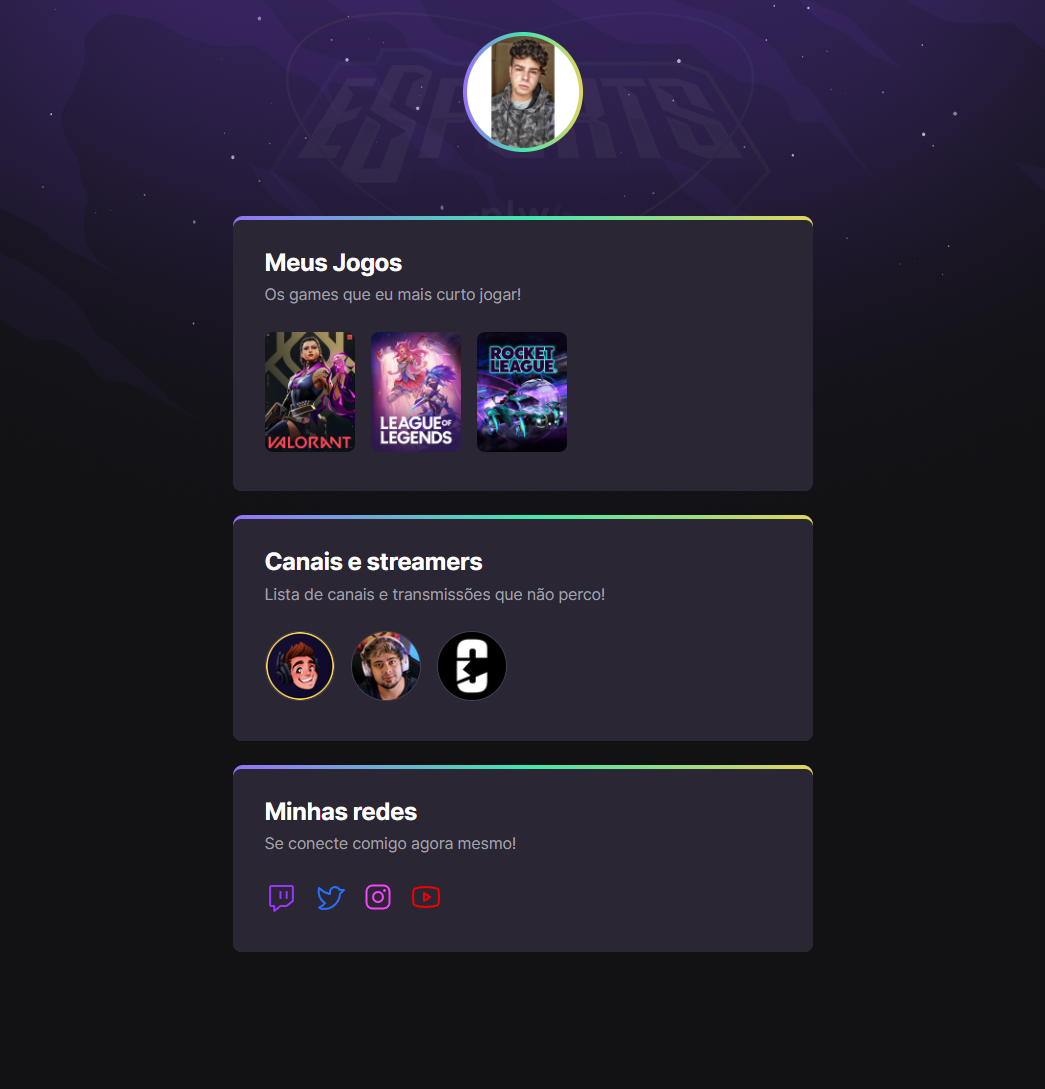 ESPORTS
nlw/
Meus Jogos
Os games que eu mais curto jogar!
VALORANT
LEAGUE OF
LEGENDS
ROCKET
LEAGUE
Canais e streamers
Lista de canais e transmissões que não perco!
Minhas redes
Se conecte comigo agora mesmo!